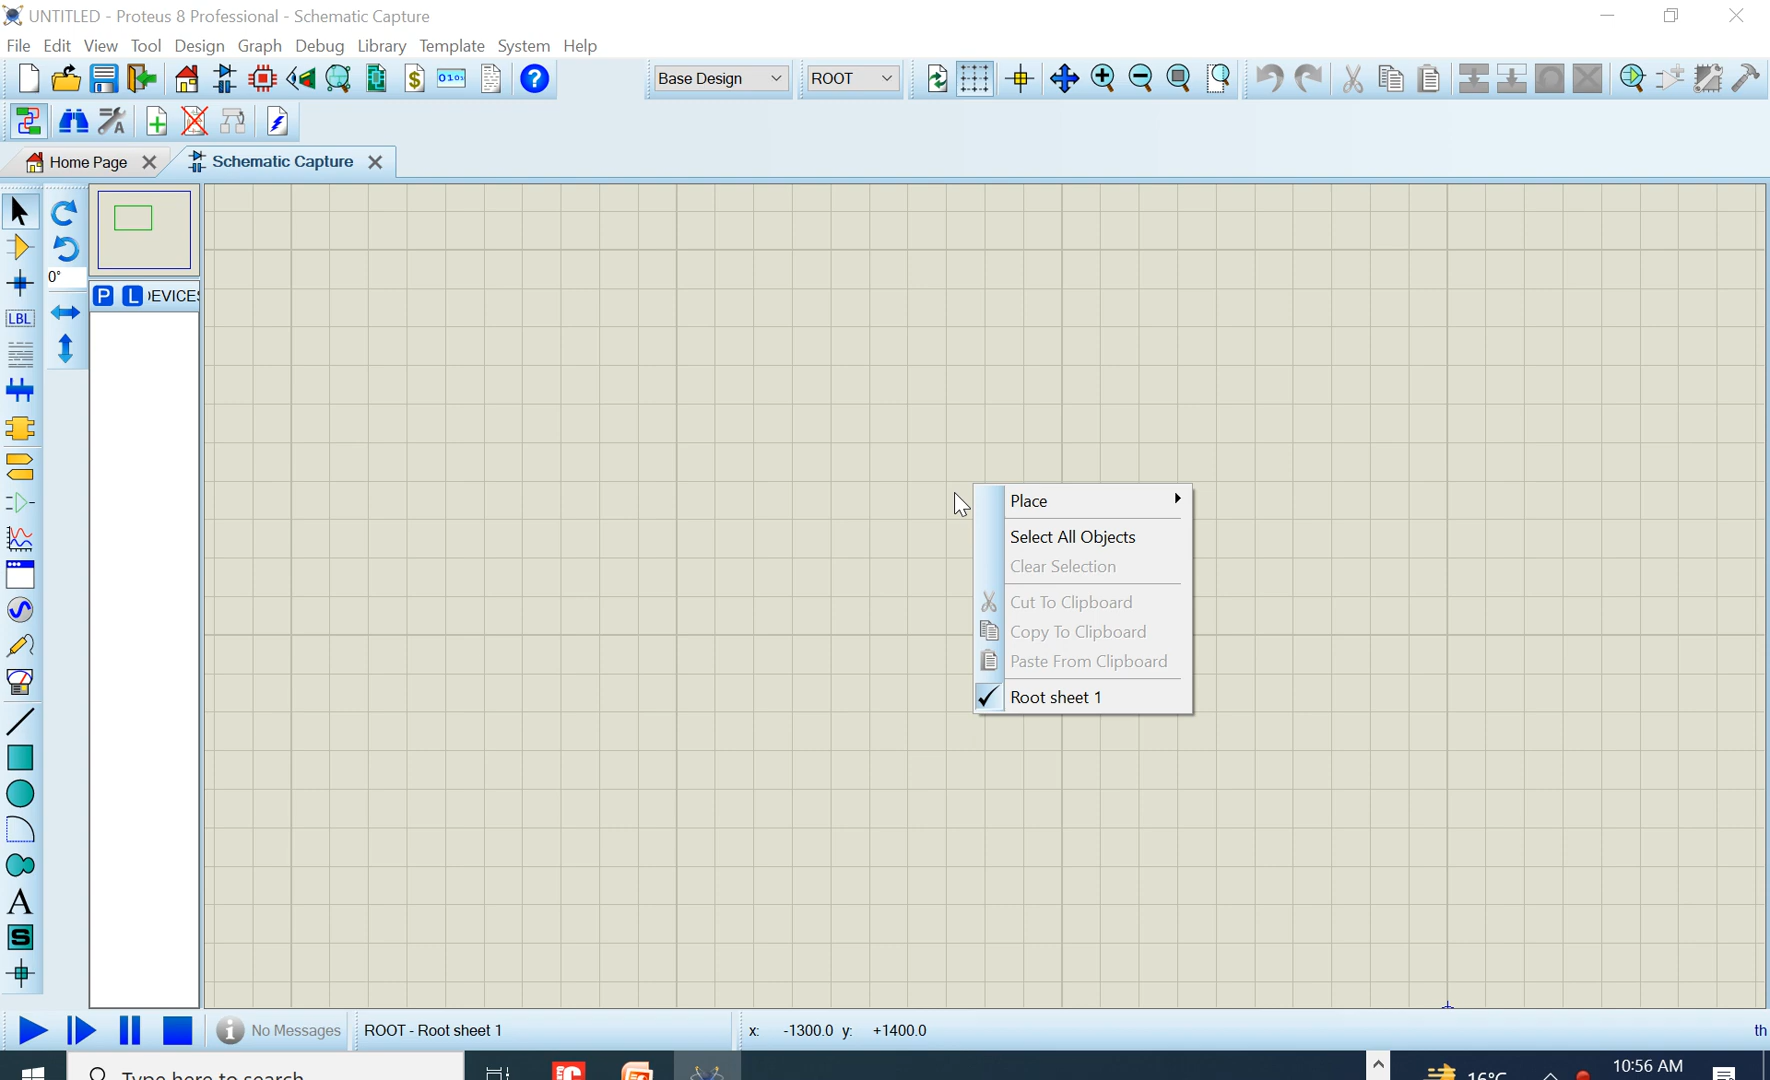 UNTITLED - Proteus 8 Professional - Schematic Capture
File Edit View Tool Design Graph Debug Library Template System Help
$ 0101 ? Base Design ROOT
A
Home Page Schematic Capture
0°
P L DEVICES
LBL
Place
Select All Objects
Clear Selection
Cut To Clipboard
Copy To Clipboard
Paste From Clipboard
Root sheet 1
A
S
No Messages ROOT - Root sheet 1 x: -1300.0 y: +1400.0 th
Type here to search 16°C 10:56 AM